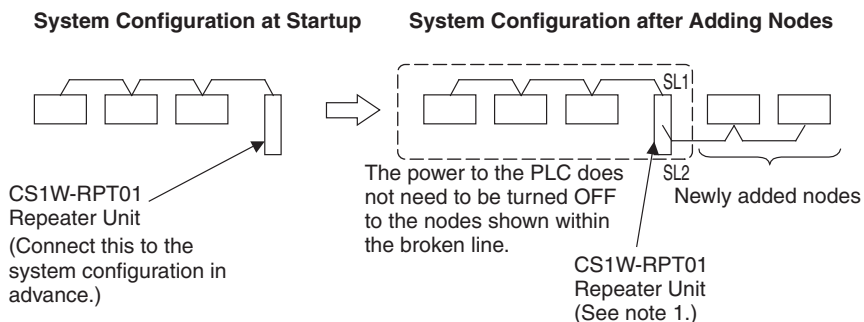 System Configuration at Startup
System Configuration after Adding Nodes
SL1
SL2
CS1W-RPT01
Repeater Unit
(Connect this to the
system configuration in
advance.)
The power to the PLC does
not need to be turned OFF
to the nodes shown within
the broken line.
Newly added nodes
CS1W-RPT01
Repeater Unit
(See note 1.)